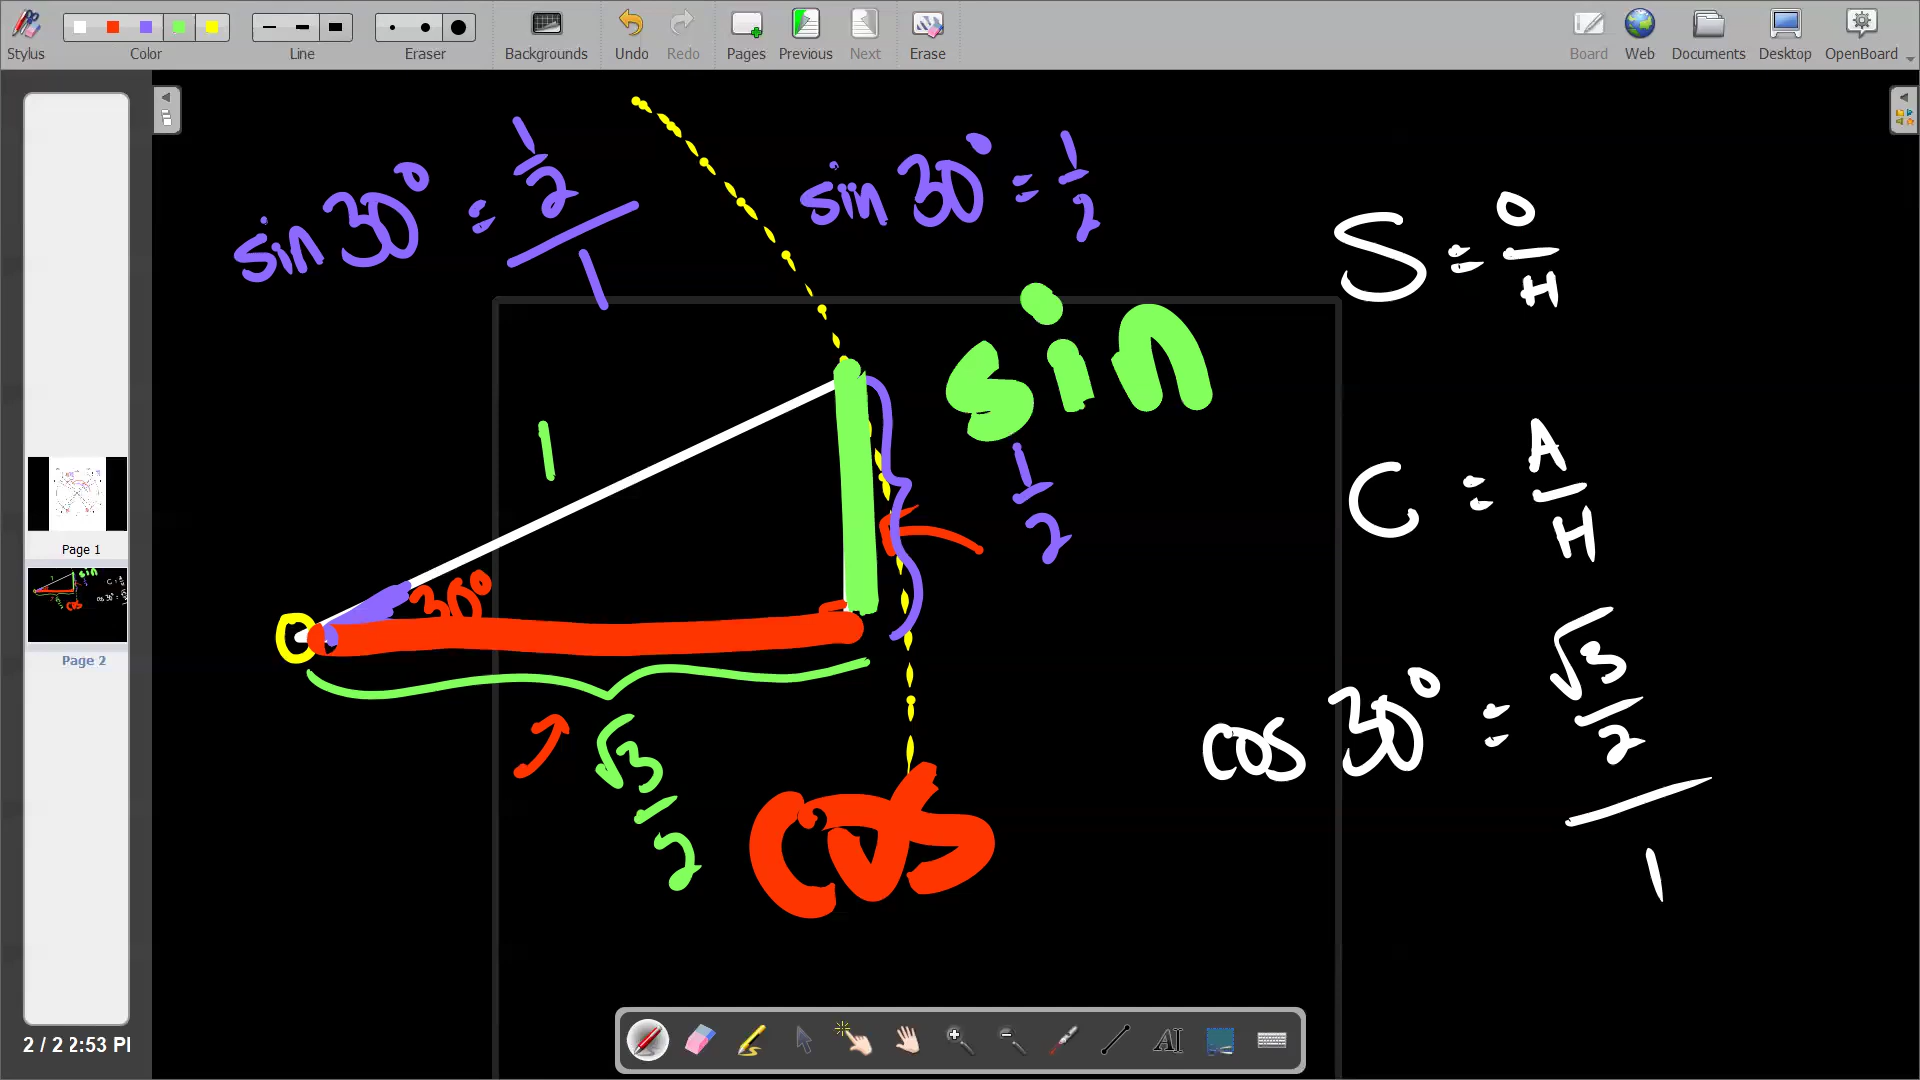 Stylus
Color
Line
Eraser
Backgrounds
Undo
Redo
Pages
Previous
Next
Erase
Board
Web
Documents
Desktop
OpenBoard
sin 30° = 1/2 / 1
sin 30° = 1/2
S = O/H
sin
1
1/2
C = A/H
30°
√3/2
cos
cos 30° = √3/2 / 1
Page 1
Page 2
2 / 2 2:53 P